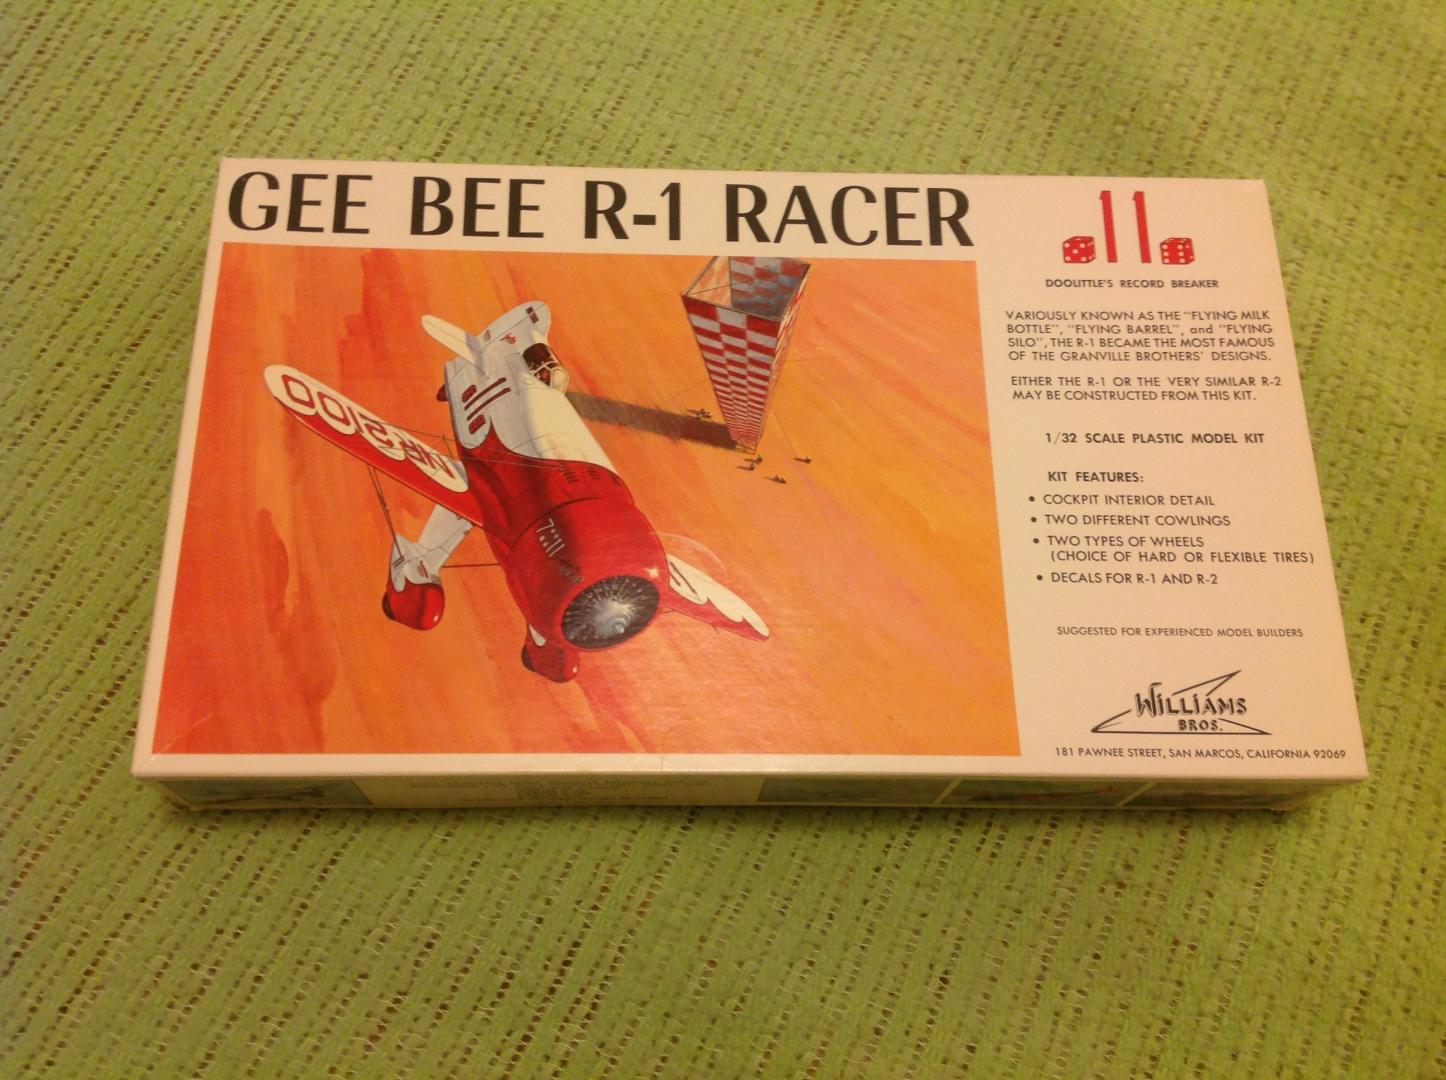 GEE BEE R-1 RACER
11
DOOLITTLE'S RECORD BREAKER
VARIOUSLY KNOWN AS THE "FLYING MILK
BOTTLE", "FLYING BARREL", and "FLYING
SILO", THE R-1 BECAME THE MOST FAMOUS
OF THE GRANVILLE BROTHERS' DESIGNS.
EITHER THE R-1 OR THE VERY SIMILAR R-2
MAY BE CONSTRUCTED FROM THIS KIT.
1/32 SCALE PLASTIC MODEL KIT
KIT FEATURES:
• COCKPIT INTERIOR DETAIL
• TWO DIFFERENT COWLINGS
• TWO TYPES OF WHEELS
(CHOICE OF HARD OR FLEXIBLE TIRES)
• DECALS FOR R-1 AND R-2
SUGGESTED FOR EXPERIENCED MODEL BUILDERS
WILLIAMS
BROS.
181 PAWNEE STREET, SAN MARCOS, CALIFORNIA 92069
NR2100
11
7::11